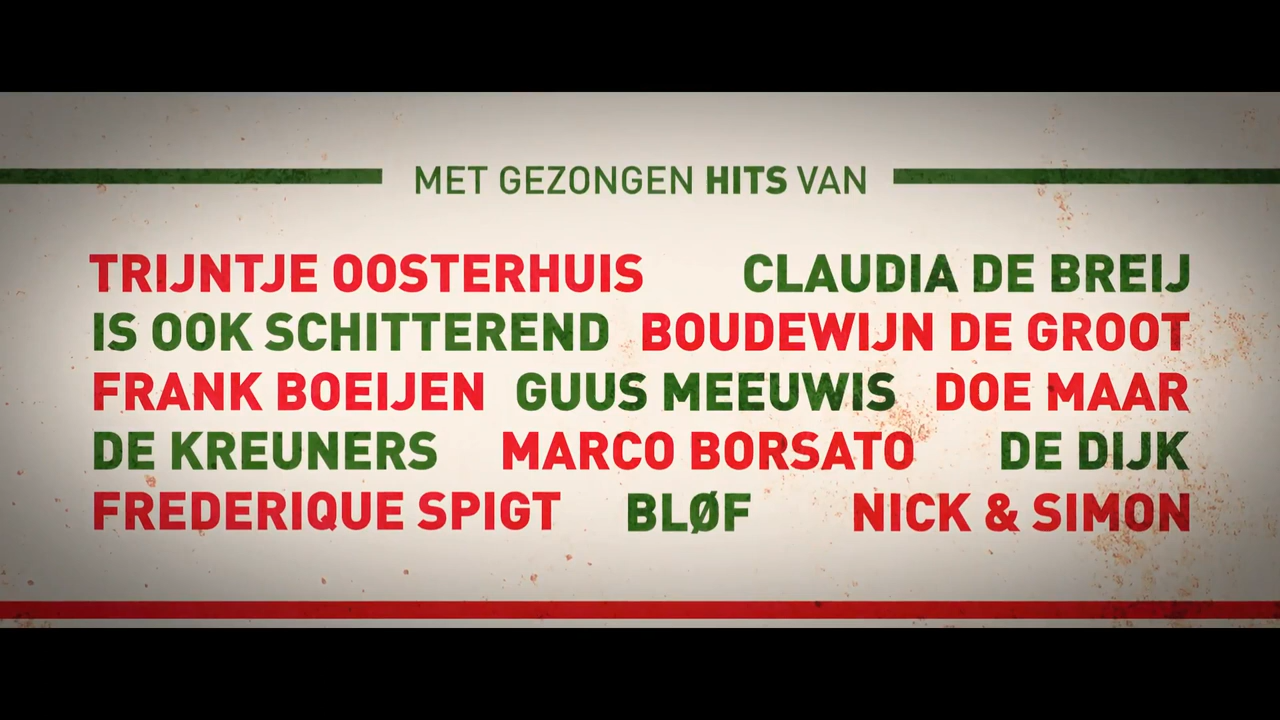 MET GEZONGEN HITS VAN
TRIJNTJE OOSTERHUIS CLAUDIA DE BREIJ
IS OOK SCHITTEREND BOUDEWIJN DE GROOT
FRANK BOEIJEN GUUS MEEUWIS DOE MAAR
DE KREUNERS MARCO BORSATO DE DIJK
FREDERIQUE SPIGT BLØF NICK & SIMON